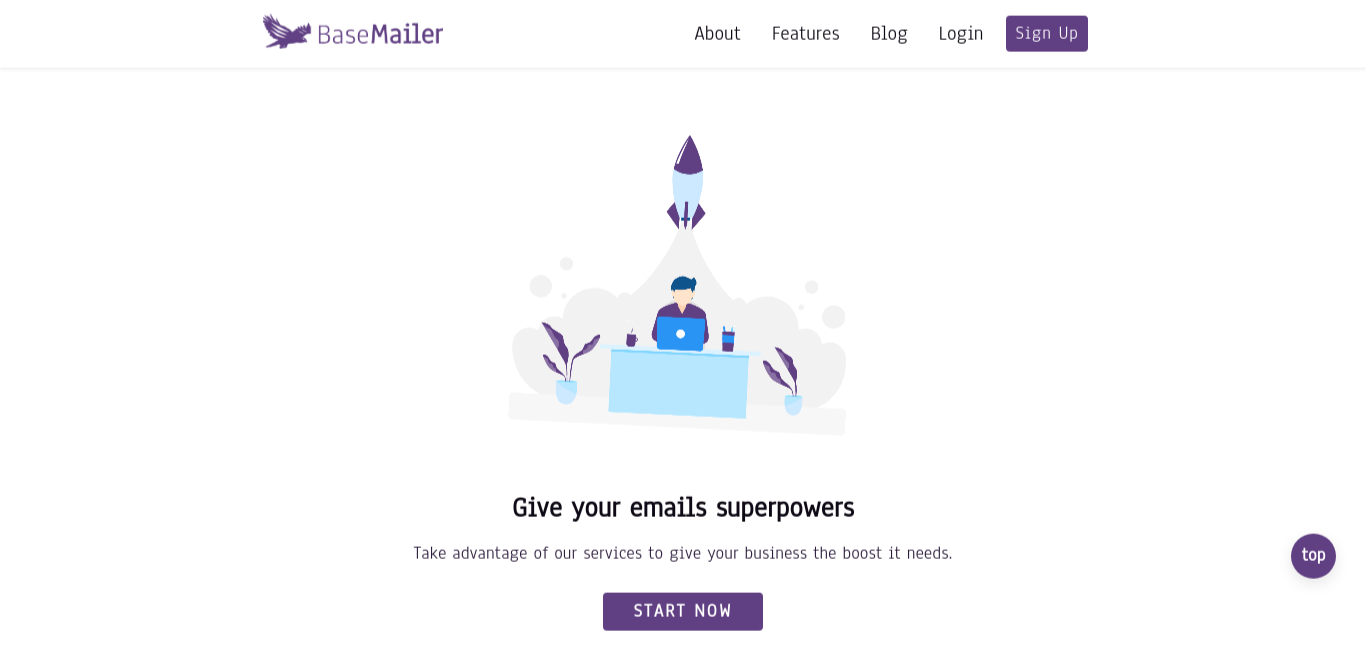 BaseMailer
About Features Blog Login Sign Up
Give your emails superpowers
Take advantage of our services to give your business the boost it needs.
top
START NOW